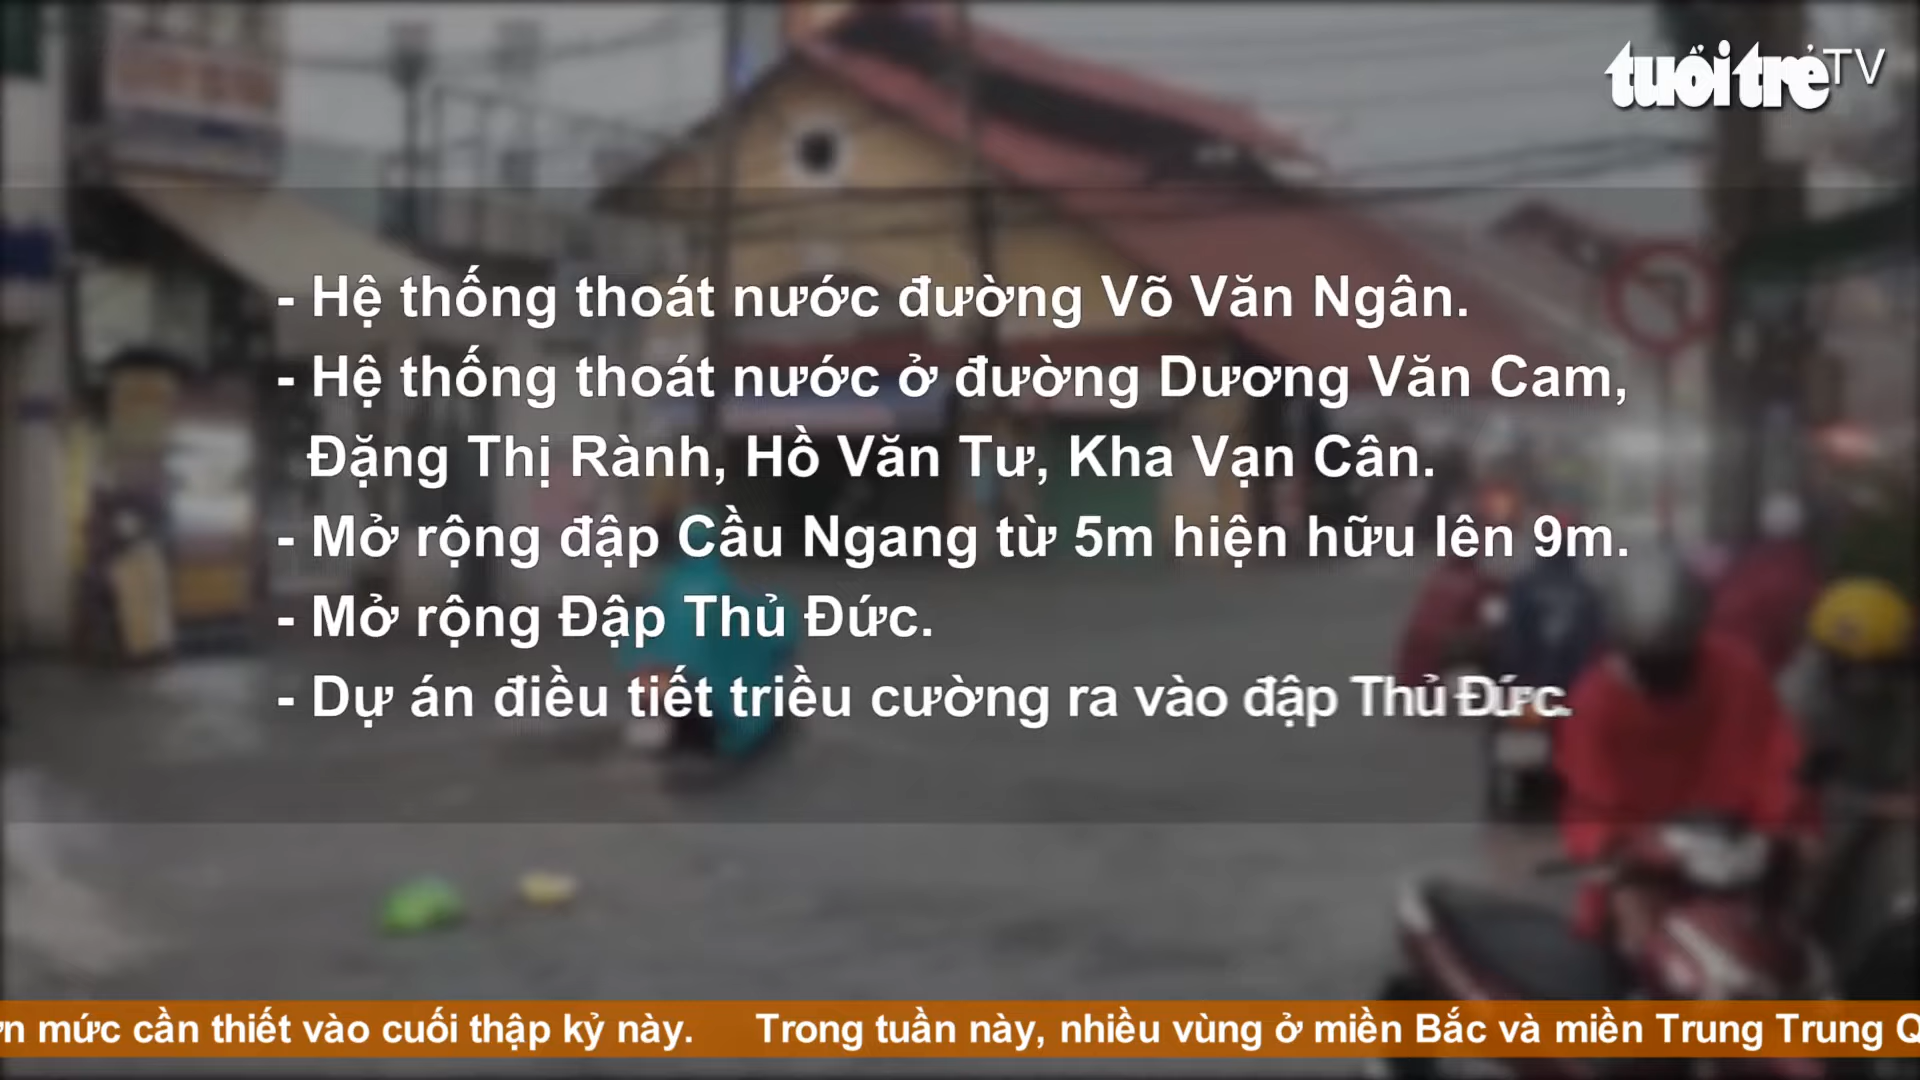 tuổi trẻ TV
- Hệ thống thoát nước đường Võ Văn Ngân.
- Hệ thống thoát nước ở đường Dương Văn Cam,
Đặng Thị Rành, Hồ Văn Tư, Kha Vạn Cân.
- Mở rộng đập Cầu Ngang từ 5m hiện hữu lên 9m.
- Mở rộng Đập Thủ Đức.
- Dự án điều tiết triều cường ra vào đập Thủ Đức.
mức cần thiết vào cuối thập kỷ này. Trong tuần này, nhiều vùng ở miền Bắc và miền Trung Trung